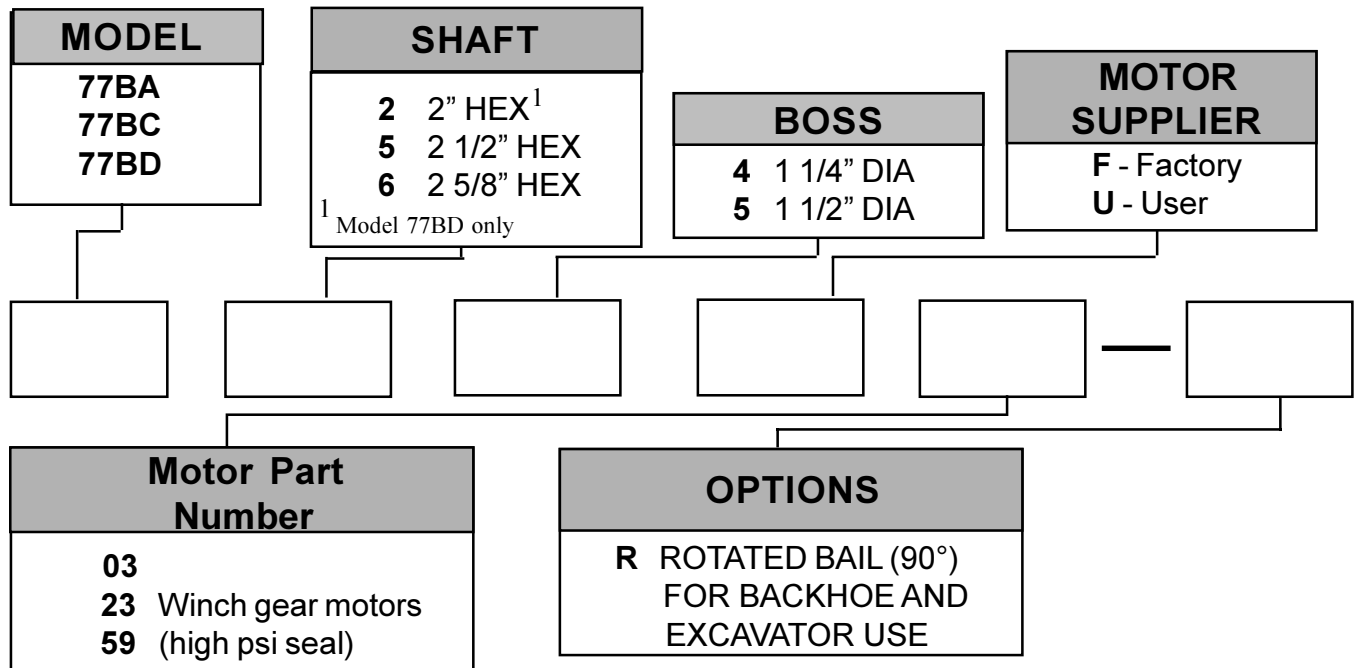 MODEL
77BA
77BC
77BD
SHAFT
2 2” HEX1
5 2 1/2” HEX
6 2 5/8” HEX
1 Model 77BD only
BOSS
4 1 1/4” DIA
5 1 1/2” DIA
MOTOR
SUPPLIER
F - Factory
U - User
Motor Part
Number
03
23 Winch gear motors
59 (high psi seal)
OPTIONS
R ROTATED BAIL (90°)
FOR BACKHOE AND
EXCAVATOR USE